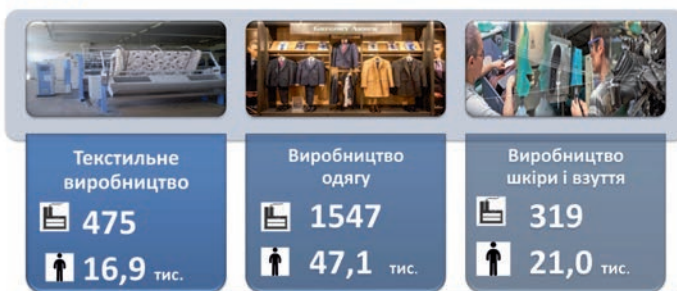 Текстильне
виробництво
475
16,9 тис.
Виробництво
одягу
1547
47,1 тис.
Виробництво
шкіри і взуття
319
21,0 тис.